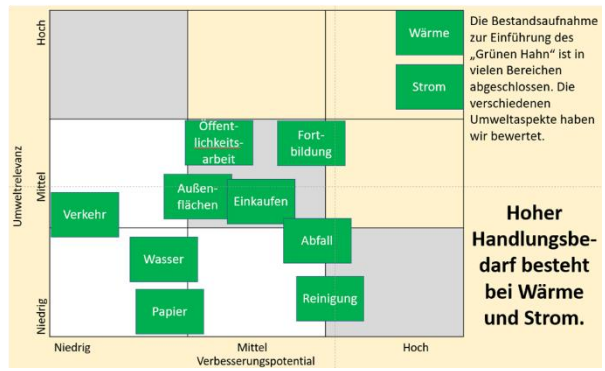 Hoch
Mittel
Niedrig
Umweltrelevanz
Wärme
Strom
Öffent-
lichkeits-
arbeit
Fort-
bildung
Außen-
flächen
Einkaufen
Verkehr
Abfall
Wasser
Papier
Reinigung
Niedrig
Mittel
Hoch
Verbesserungspotential
Die Bestandsaufnahme
zur Einführung des
„Grünen Hahn“ ist in
vielen Bereichen
abgeschlossen. Die
verschiedenen
Umweltaspekte haben
wir bewertet.
Hoher
Handlungsbe-
darf besteht
bei Wärme
und Strom.